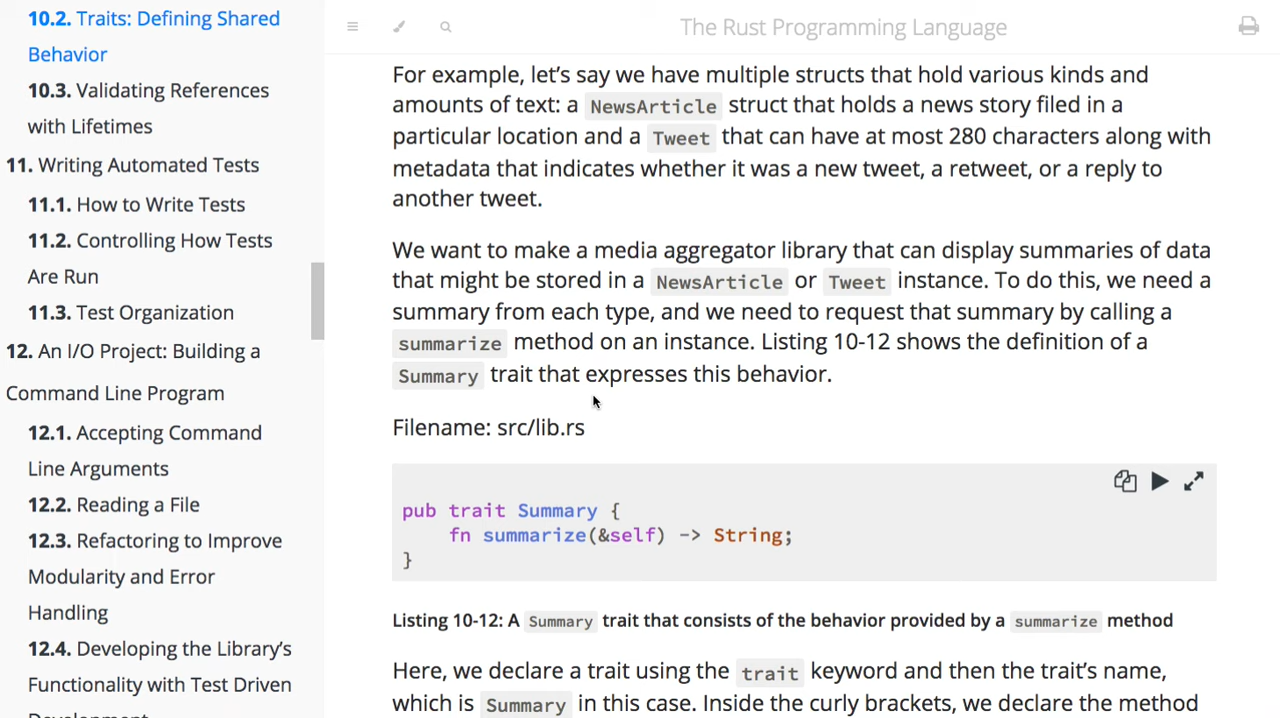 10.2. Traits: Defining Shared
Behavior
10.3. Validating References
with Lifetimes
11. Writing Automated Tests
11.1. How to Write Tests
11.2. Controlling How Tests
Are Run
11.3. Test Organization
12. An I/O Project: Building a
Command Line Program
12.1. Accepting Command
Line Arguments
12.2. Reading a File
12.3. Refactoring to Improve
Modularity and Error
Handling
12.4. Developing the Library’s
Functionality with Test Driven
Development
The Rust Programming Language
For example, let’s say we have multiple structs that hold various kinds and
amounts of text: a NewsArticle struct that holds a news story filed in a
particular location and a Tweet that can have at most 280 characters along with
metadata that indicates whether it was a new tweet, a retweet, or a reply to
another tweet.
We want to make a media aggregator library that can display summaries of data
that might be stored in a NewsArticle or Tweet instance. To do this, we need a
summary from each type, and we need to request that summary by calling a
summarize method on an instance. Listing 10-12 shows the definition of a
Summary trait that expresses this behavior.
Filename: src/lib.rs
pub trait Summary {
    fn summarize(&self) -> String;
}
Listing 10-12: A Summary trait that consists of the behavior provided by a summarize method
Here, we declare a trait using the trait keyword and then the trait’s name,
which is Summary in this case. Inside the curly brackets, we declare the method